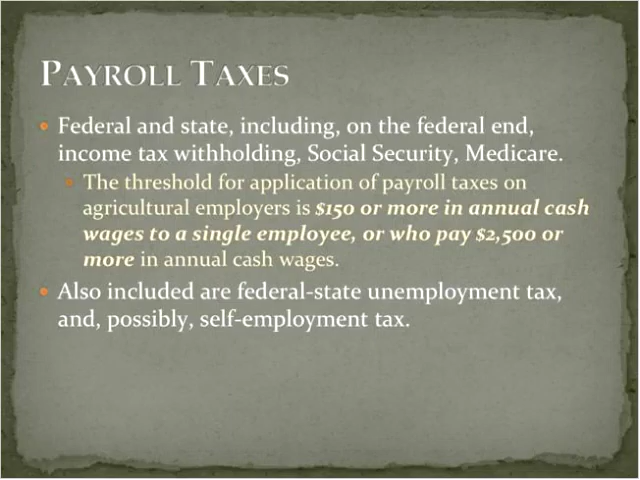 PAYROLL TAXES
• Federal and state, including, on the federal end,
income tax withholding, Social Security, Medicare.
• The threshold for application of payroll taxes on
agricultural employers is $150 or more in annual cash
wages to a single employee, or who pay $2,500 or
more in annual cash wages.
• Also included are federal-state unemployment tax,
and, possibly, self-employment tax.